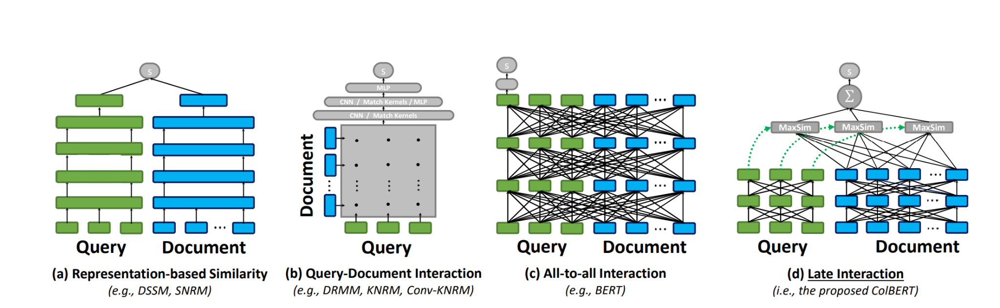 S
Query
Document
(a) Representation-based Similarity
(e.g., DSSM, SNRM)
S
MLP
CNN / Match Kernels / MLP
CNN / Match Kernels
Document
Query
(b) Query-Document Interaction
(e.g., DRMM, KNRM, Conv-KNRM)
S
Query
Document
(c) All-to-all Interaction
(e.g., BERT)
S
Σ
MaxSim
MaxSim
MaxSim
Query
Document
(d) Late Interaction
(i.e., the proposed ColBERT)